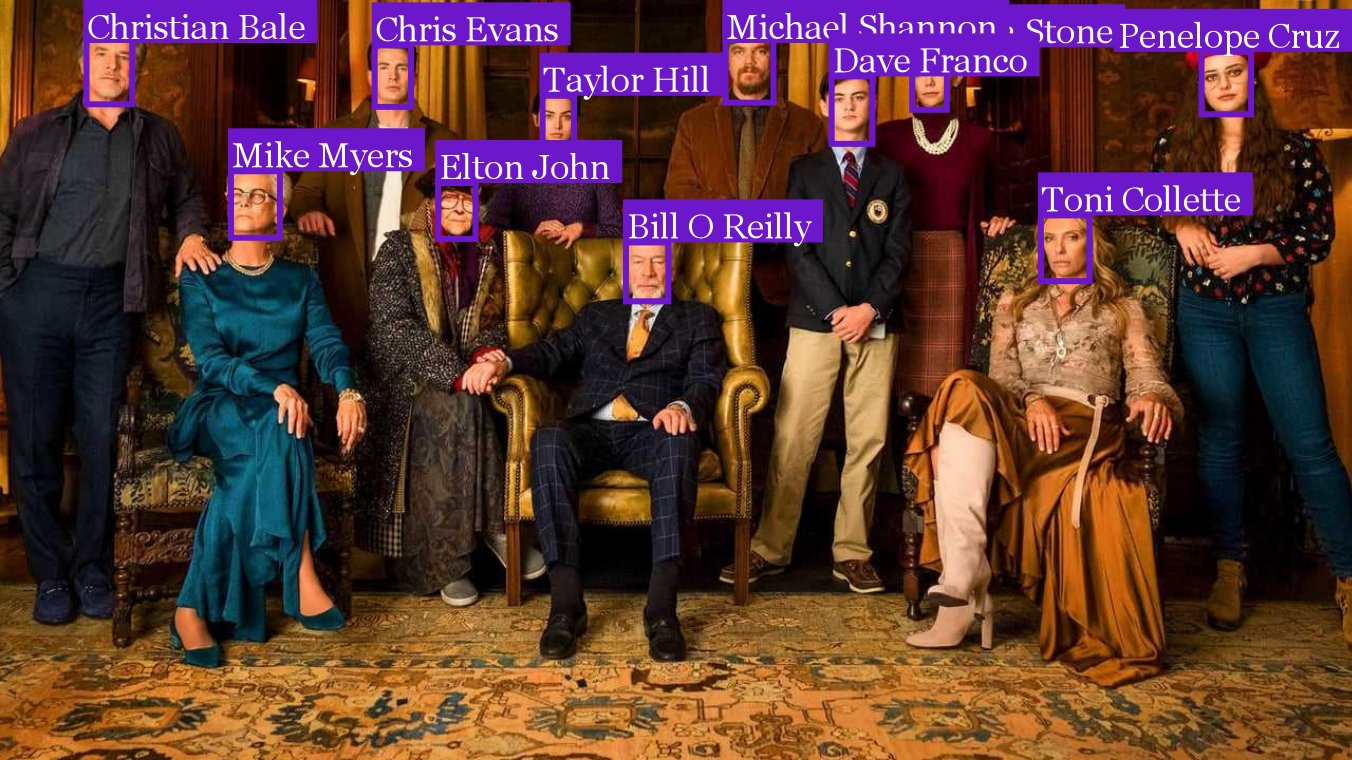 Christian Bale
Chris Evans
Michael Shannon
Stone
Penelope Cruz
Dave Franco
Taylor Hill
Mike Myers
Elton John
Toni Collette
Bill O Reilly